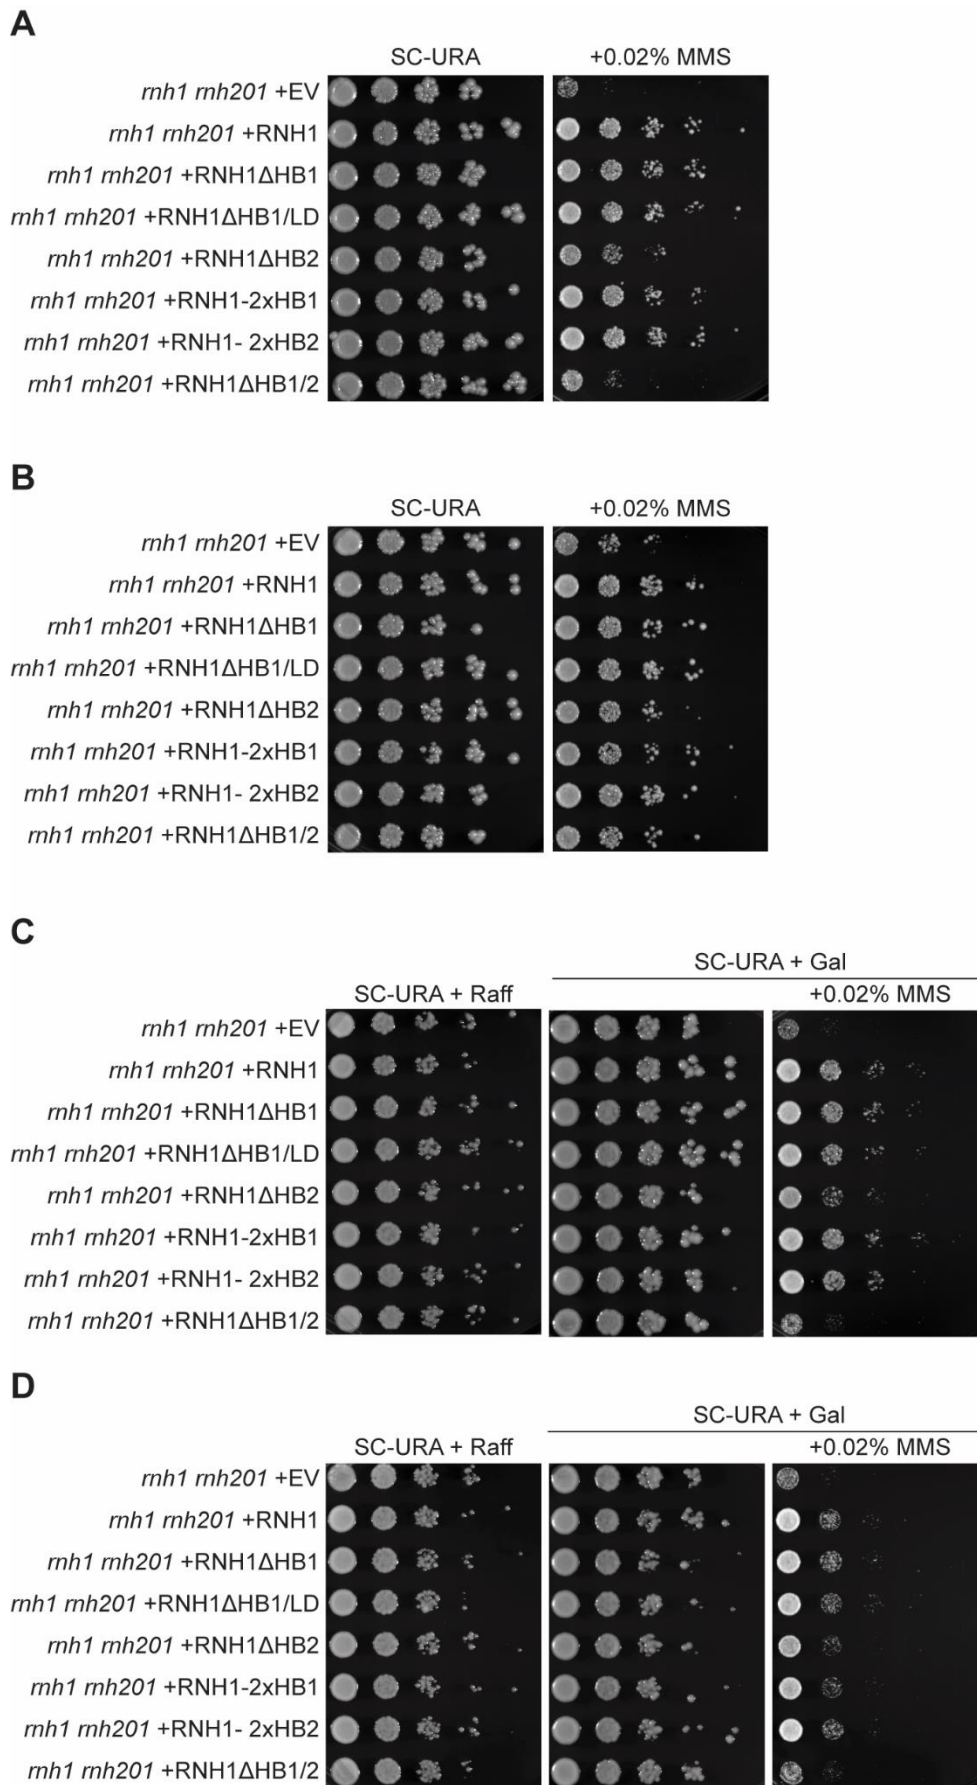 A
SC-URA +0.02% MMS
rnh1 rnh201 +EV
rnh1 rnh201 +RNH1
rnh1 rnh201 +RNH1ΔHB1
rnh1 rnh201 +RNH1ΔHB1/LD
rnh1 rnh201 +RNH1ΔHB2
rnh1 rnh201 +RNH1-2xHB1
rnh1 rnh201 +RNH1- 2xHB2
rnh1 rnh201 +RNH1ΔHB1/2
B
SC-URA +0.02% MMS
rnh1 rnh201 +EV
rnh1 rnh201 +RNH1
rnh1 rnh201 +RNH1ΔHB1
rnh1 rnh201 +RNH1ΔHB1/LD
rnh1 rnh201 +RNH1ΔHB2
rnh1 rnh201 +RNH1-2xHB1
rnh1 rnh201 +RNH1- 2xHB2
rnh1 rnh201 +RNH1ΔHB1/2
C
SC-URA + Gal
SC-URA + Raff +0.02% MMS
rnh1 rnh201 +EV
rnh1 rnh201 +RNH1
rnh1 rnh201 +RNH1ΔHB1
rnh1 rnh201 +RNH1ΔHB1/LD
rnh1 rnh201 +RNH1ΔHB2
rnh1 rnh201 +RNH1-2xHB1
rnh1 rnh201 +RNH1- 2xHB2
rnh1 rnh201 +RNH1ΔHB1/2
D
SC-URA + Gal
SC-URA + Raff +0.02% MMS
rnh1 rnh201 +EV
rnh1 rnh201 +RNH1
rnh1 rnh201 +RNH1ΔHB1
rnh1 rnh201 +RNH1ΔHB1/LD
rnh1 rnh201 +RNH1ΔHB2
rnh1 rnh201 +RNH1-2xHB1
rnh1 rnh201 +RNH1- 2xHB2
rnh1 rnh201 +RNH1ΔHB1/2